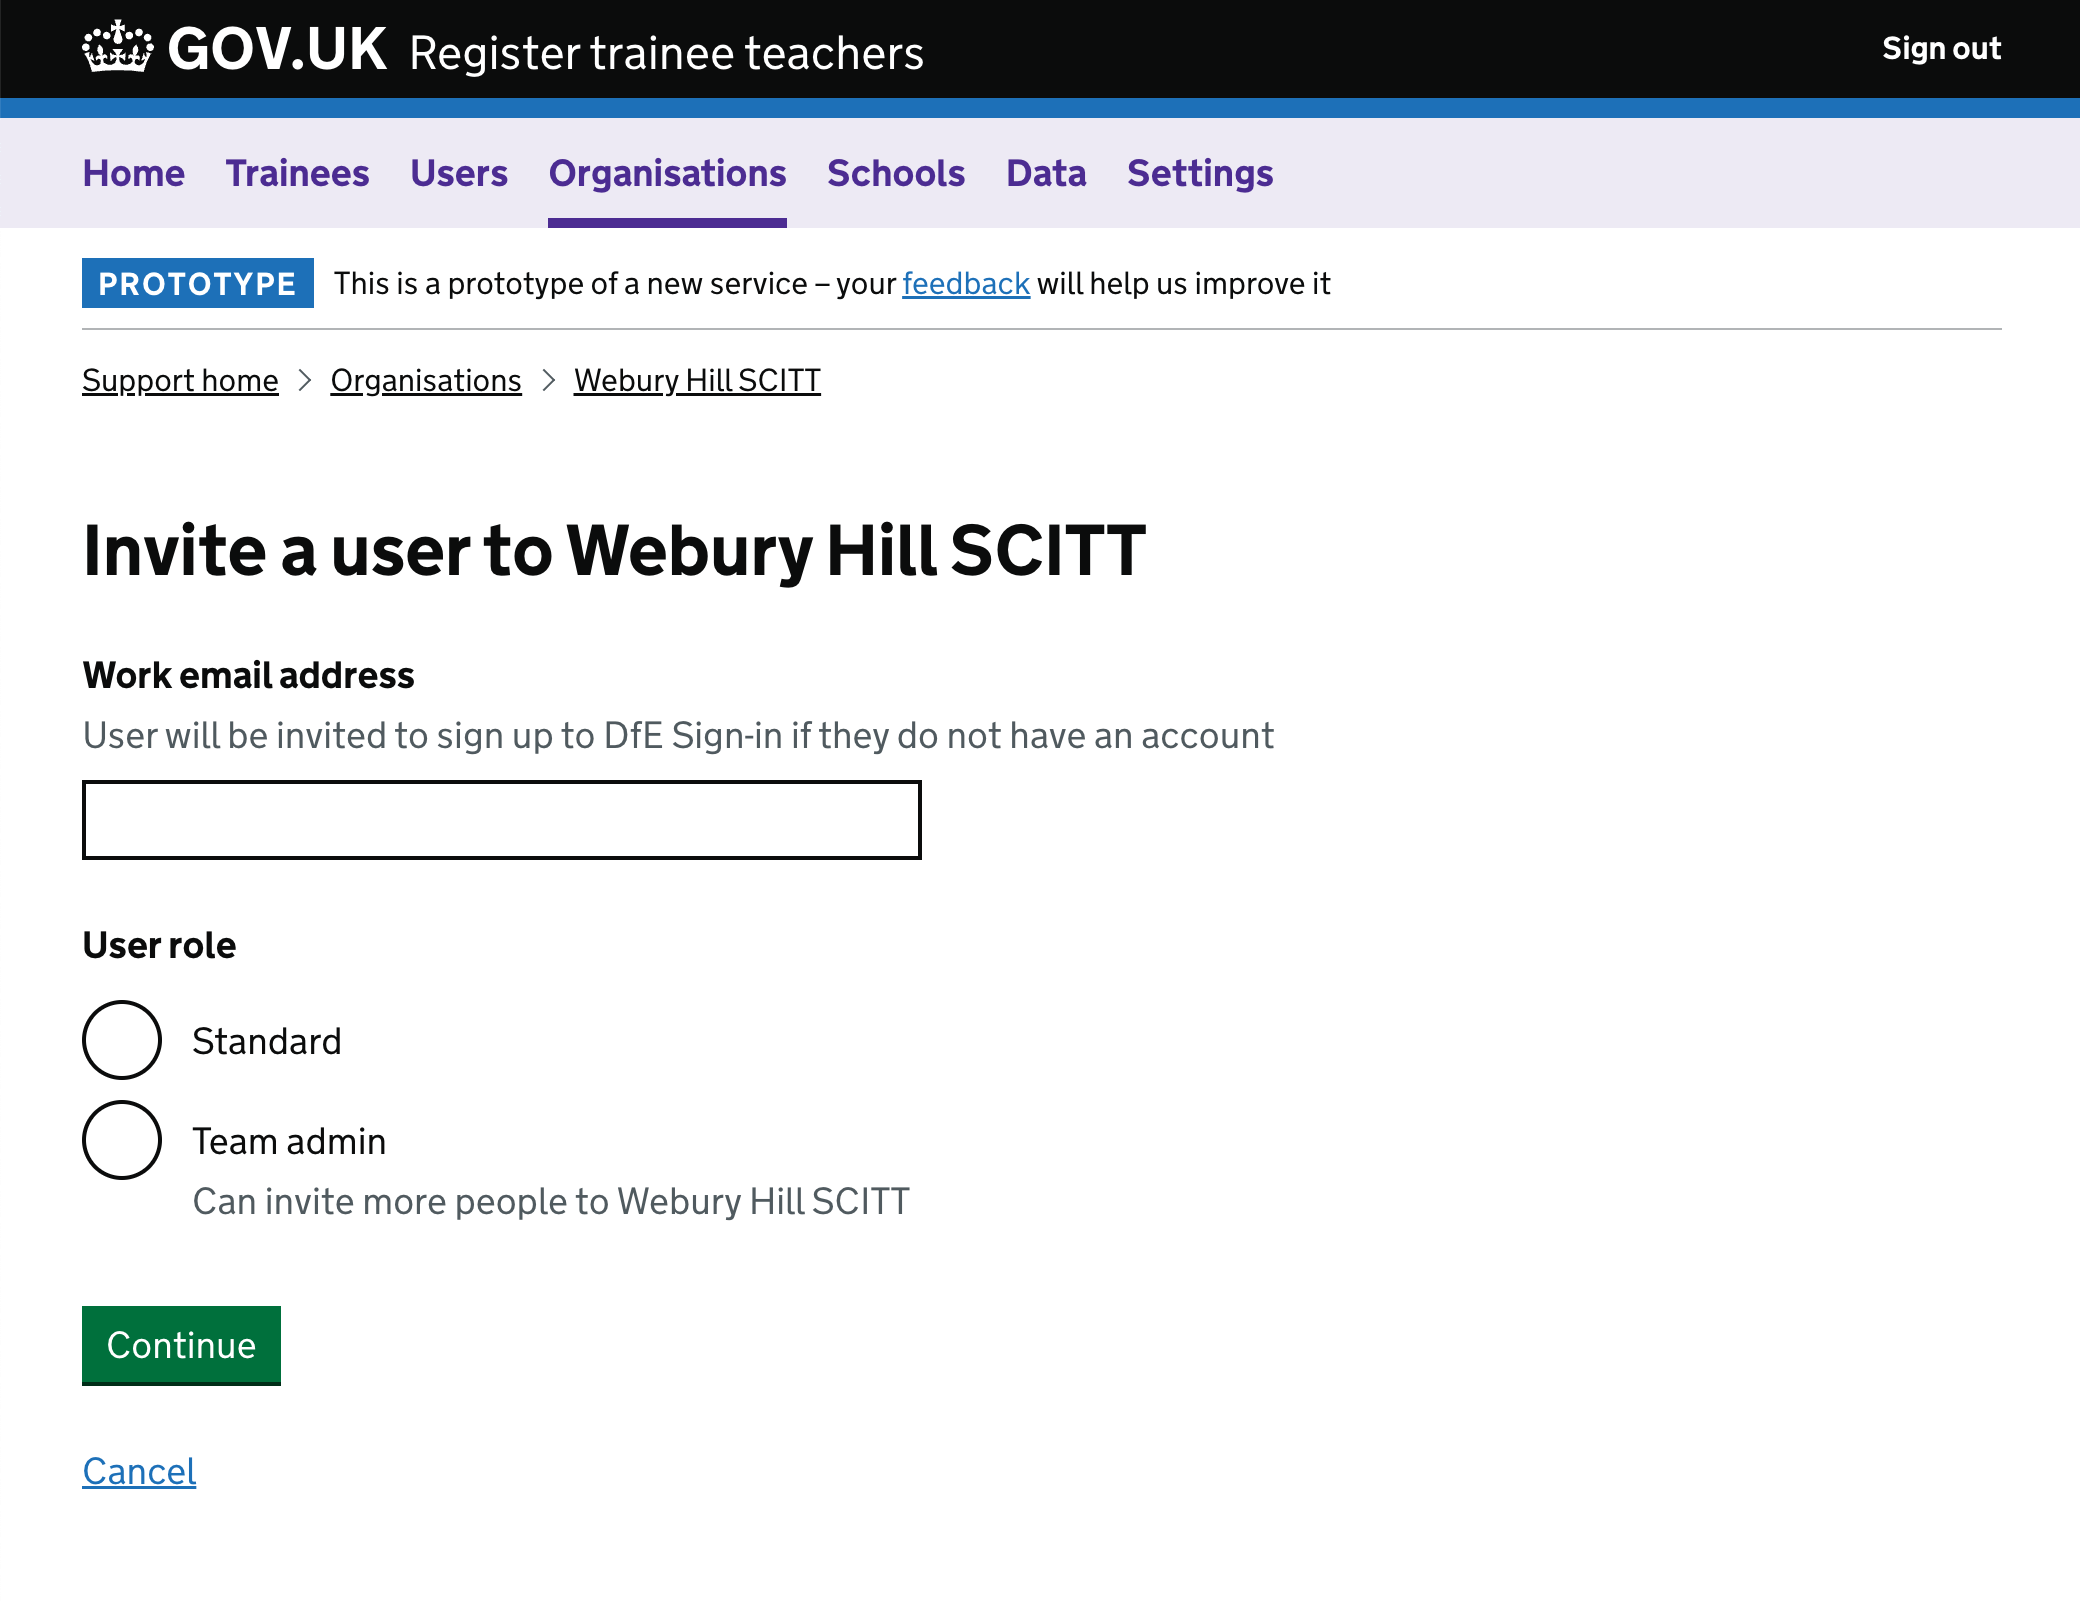 GOV.UK Register trainee teachers Sign out
Home Trainees Users Organisations Schools Data Settings
PROTOTYPE This is a prototype of a new service – your feedback will help us improve it
Support home Organisations Webury Hill SCITT
Invite a user to Webury Hill SCITT
Work email address
User will be invited to sign up to DfE Sign-in if they do not have an account
User role
Standard
Team admin
Can invite more people to Webury Hill SCITT
Continue
Cancel